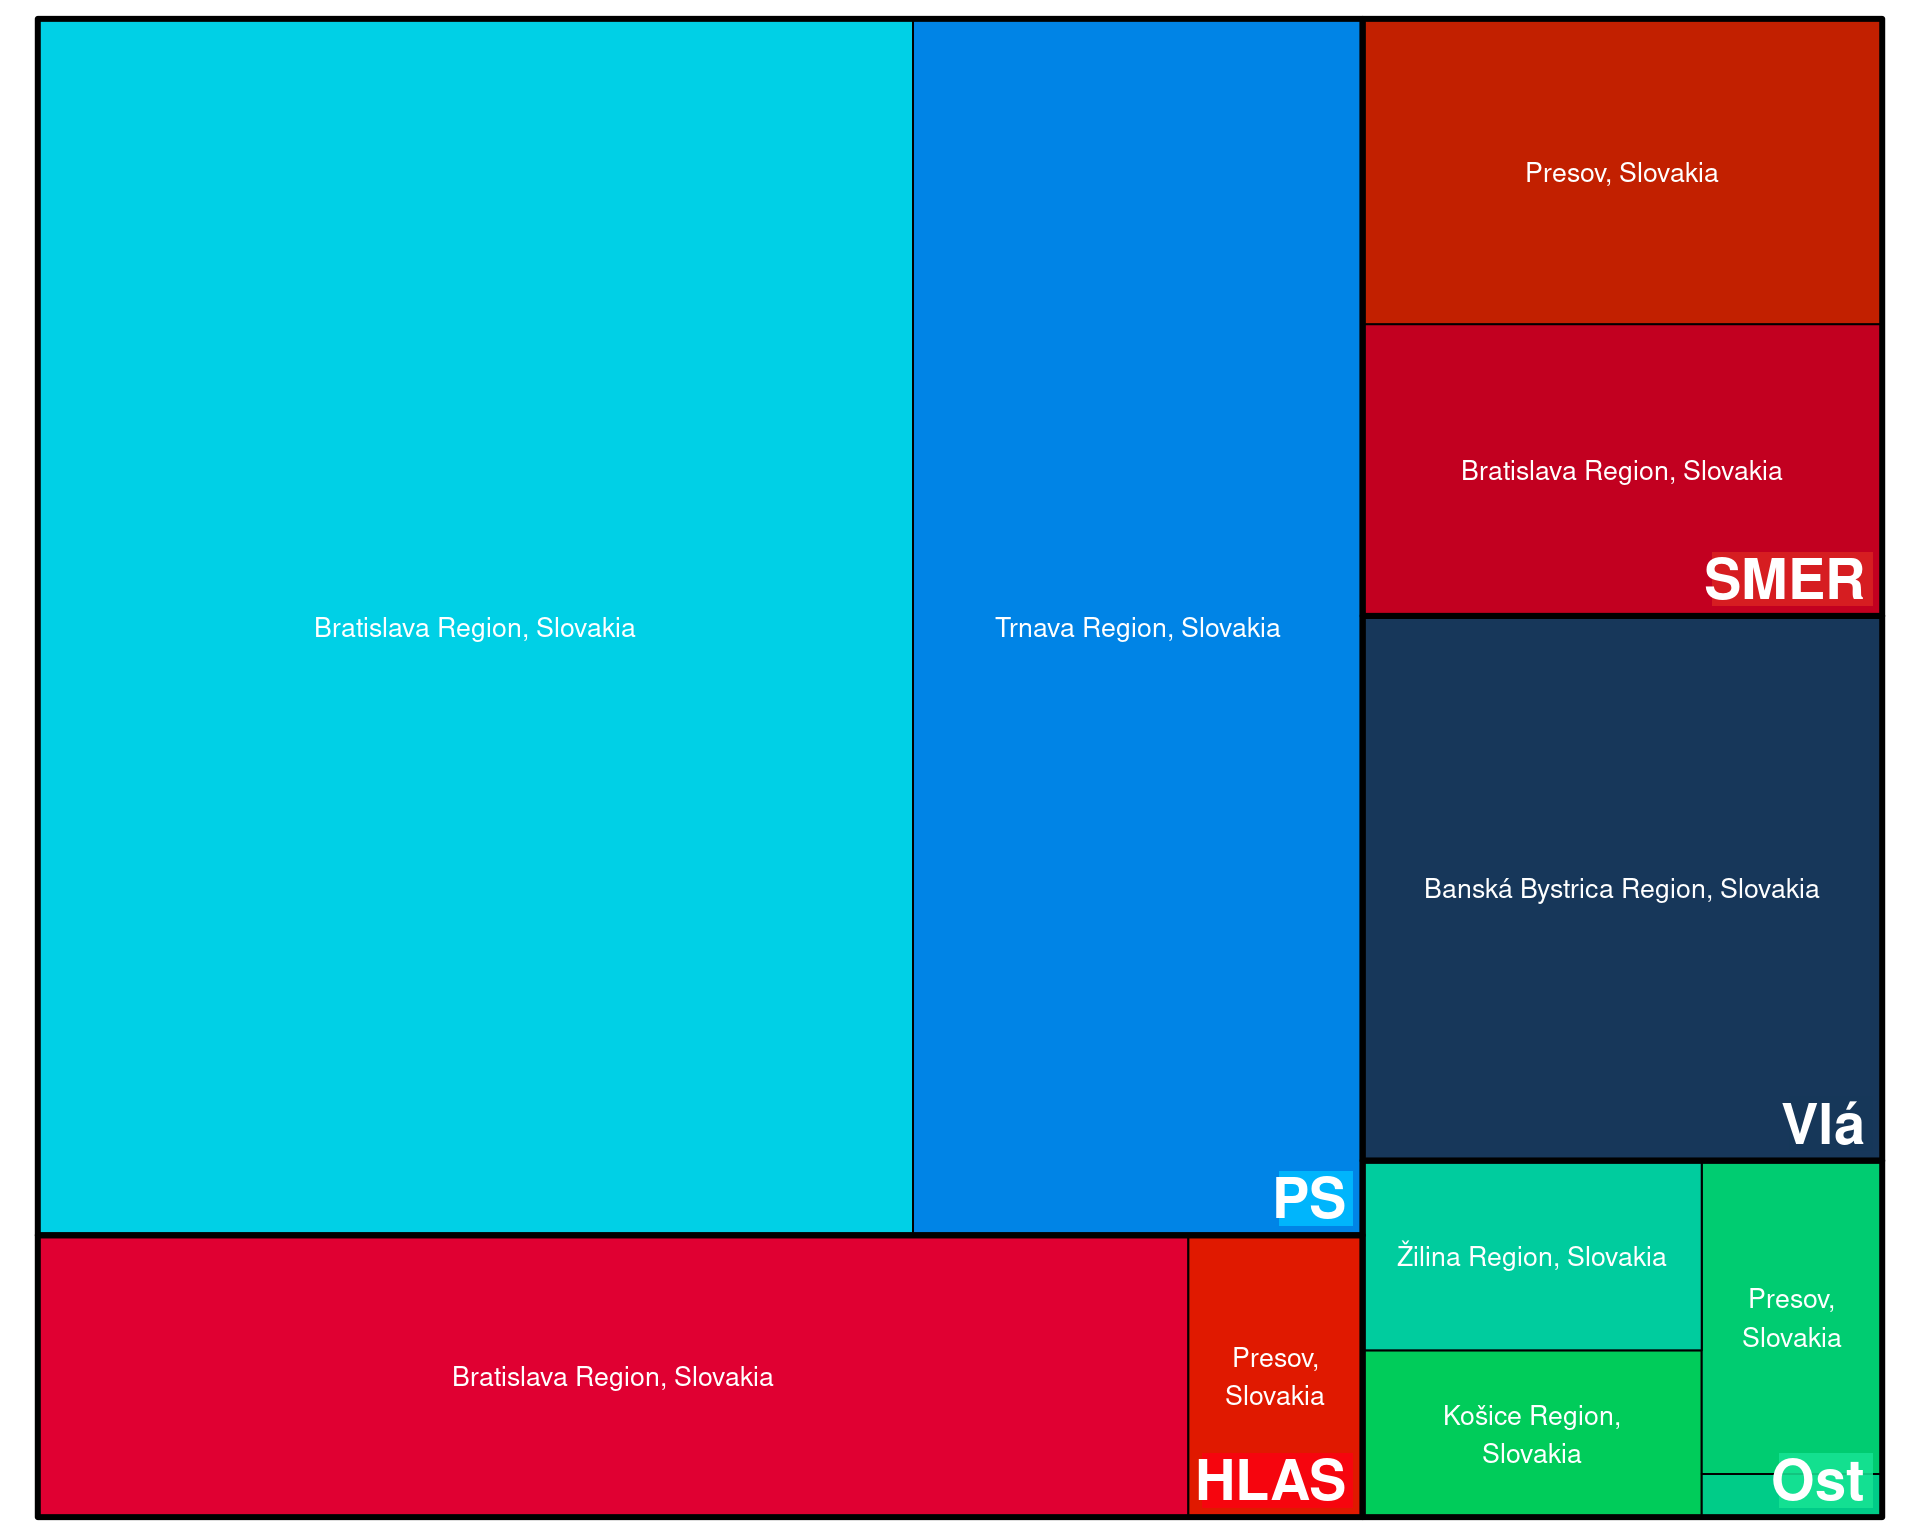 Bratislava Region, Slovakia
Trnava Region, Slovakia
PS
Presov, Slovakia
Bratislava Region, Slovakia
SMER
Banská Bystrica Region, Slovakia
Vlá
Bratislava Region, Slovakia
Presov,
Slovakia
HLAS
Žilina Region, Slovakia
Košice Region,
Slovakia
Presov,
Slovakia
Ost